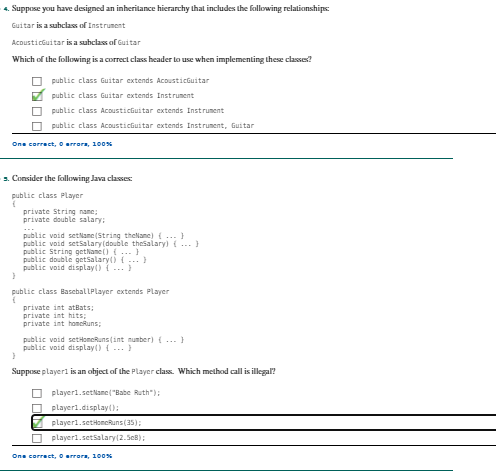 4. Suppose you have designed an inheritance hierarchy that includes the following relationships:
Guitar is a subclass of Instrument
AcousticGuitar is a subclass of Guitar
Which of the following is a correct class header to use when implementing these classes?
public class Guitar extends AcousticGuitar
public class Guitar extends Instrument
public class AcousticGuitar extends Instrument
public class AcousticGuitar extends Instrument, Guitar
One correct, 0 errors, 100%
5. Consider the following Java classes:
public class Player
{
private String name;
private double salary;
...
public void setName(String theName) { ... }
public void setSalary(double theSalary) { ... }
public String getName() { ... }
public double getSalary() { ... }
public void display() { ... }
}
public class BaseballPlayer extends Player
{
private int atBats;
private int hits;
private int homeRuns;
public void setHomeRuns(int number) { ... }
public void display() { ... }
}
Suppose player1 is an object of the Player class. Which method call is illegal?
player1.setName("Babe Ruth");
player1.display();
player1.setHomeRuns(35);
player1.setSalary(2.5e8);
One correct, 0 errors, 100%